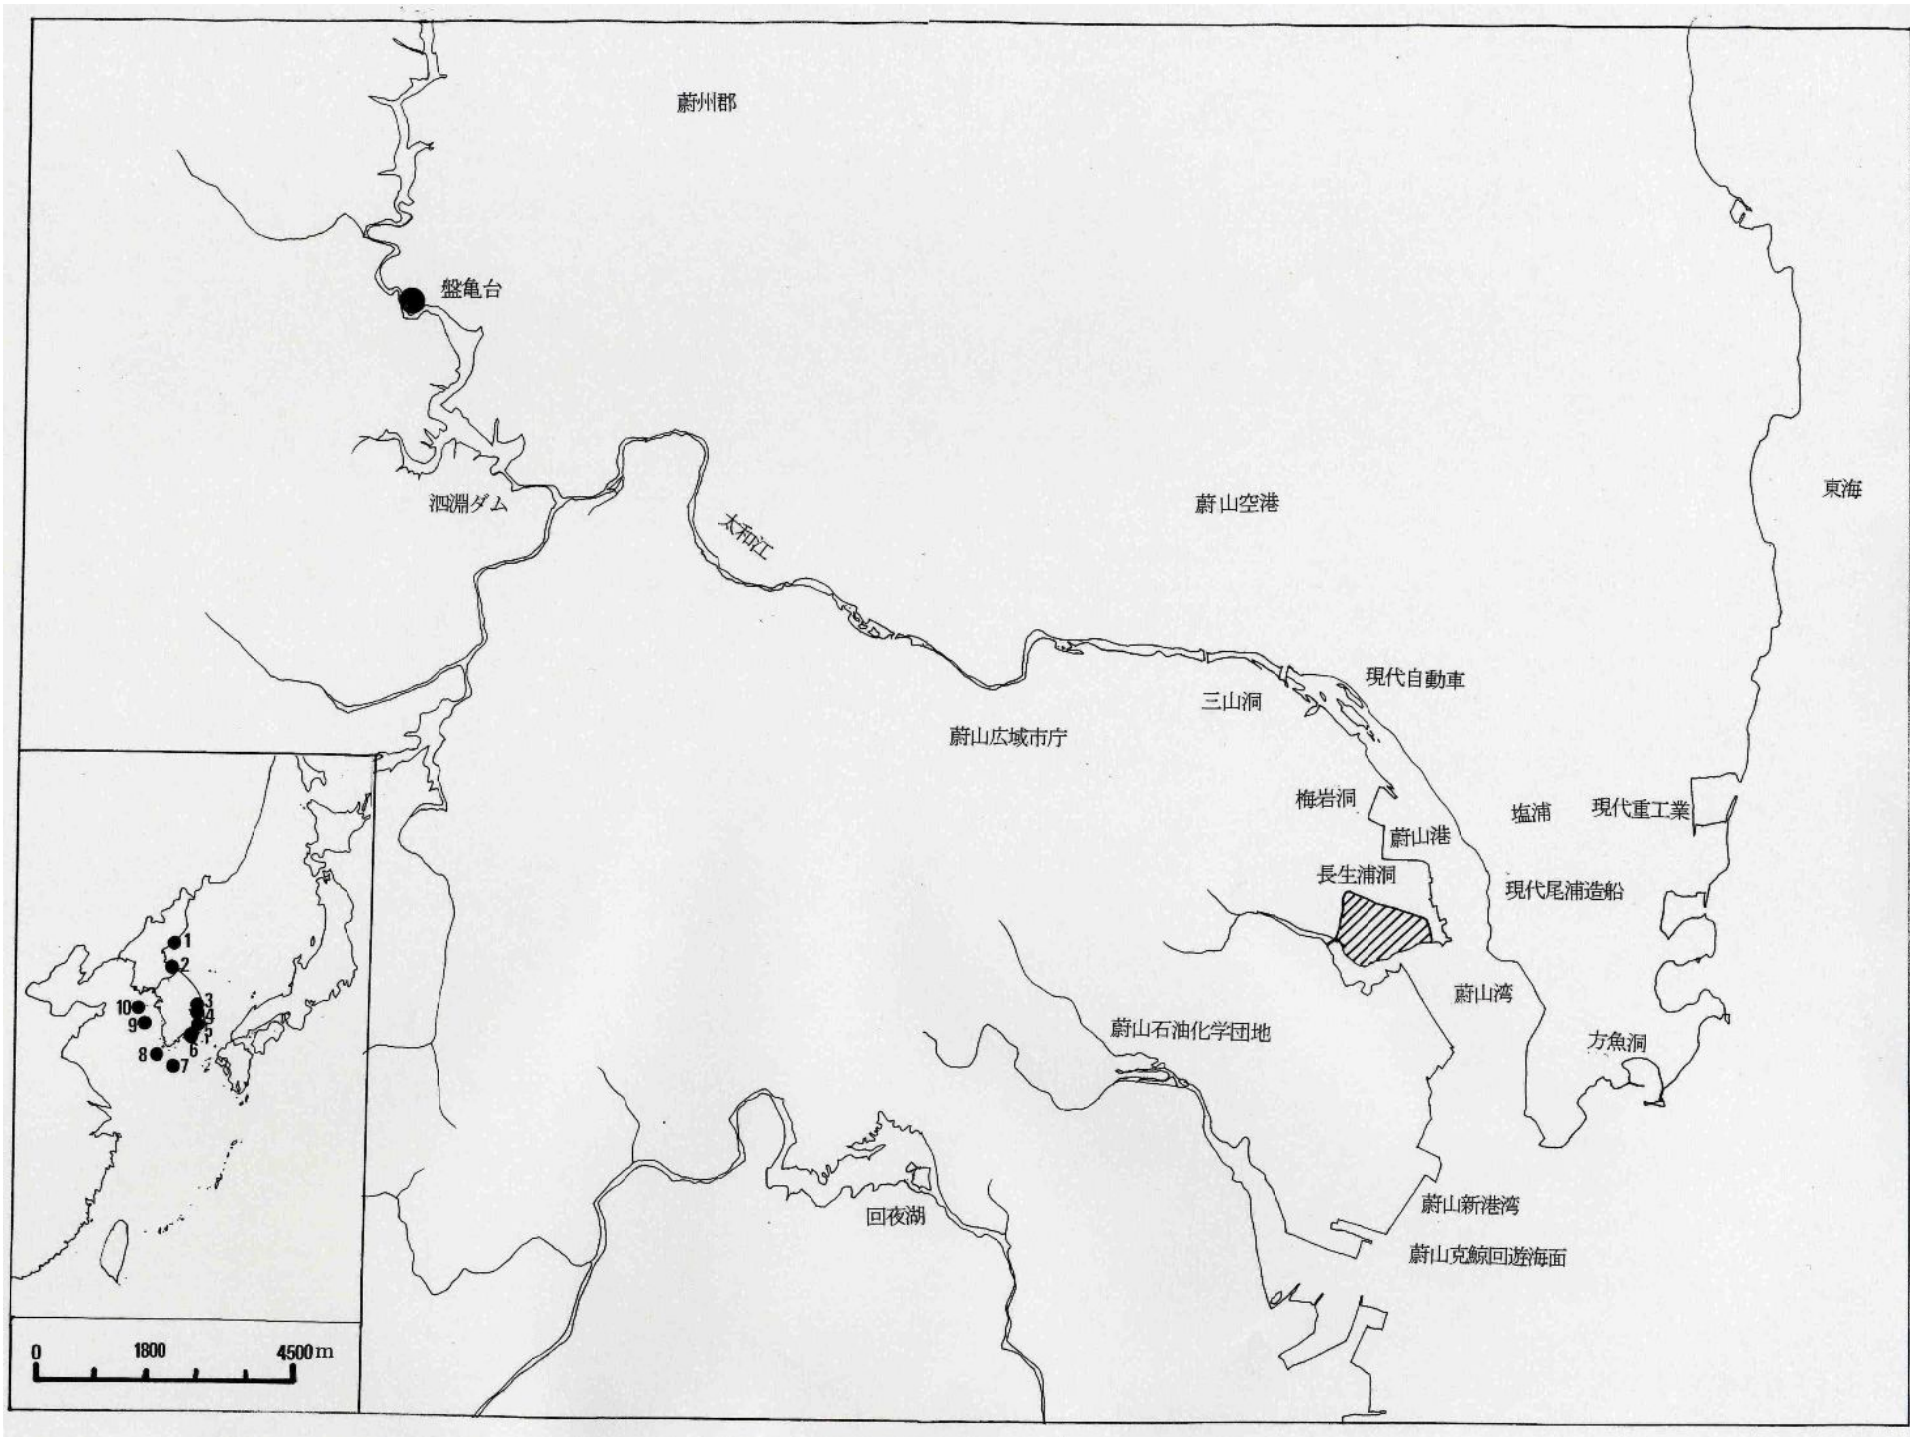 蔚州郡
盤亀台
泗淵ダム
太和江
蔚山空港
東海
現代自動車
三山洞
蔚山広域市庁
梅岩洞
塩浦
現代重工業
蔚山港
長生浦洞
現代尾浦造船
蔚山湾
蔚山石油化学団地
方魚洞
回夜湖
蔚山新港湾
蔚山克鯨回遊海面
1
2
3
4
5
6
7
8
9
10
0 1800 4500m